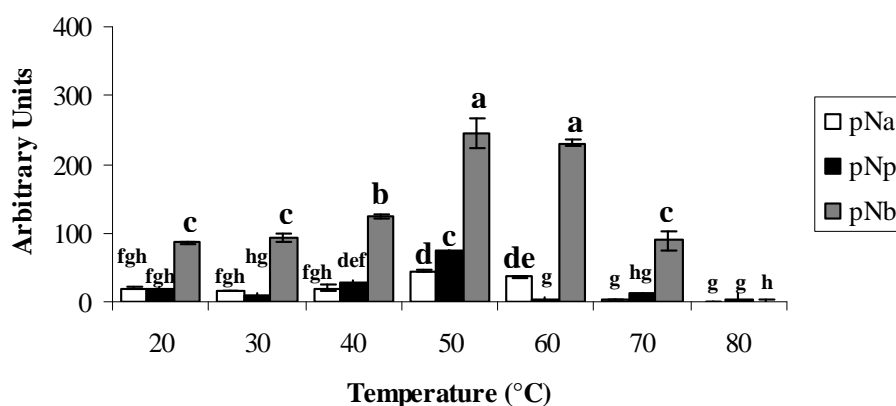 400
300
200
100
0
Arbitrary Units
fgh fgh c
fgh hg c
fgh def b
d c a
de g a
g hg c
g g h
20 30 40 50 60 70 80
Temperature (°C)
pNa
pNp
pNb